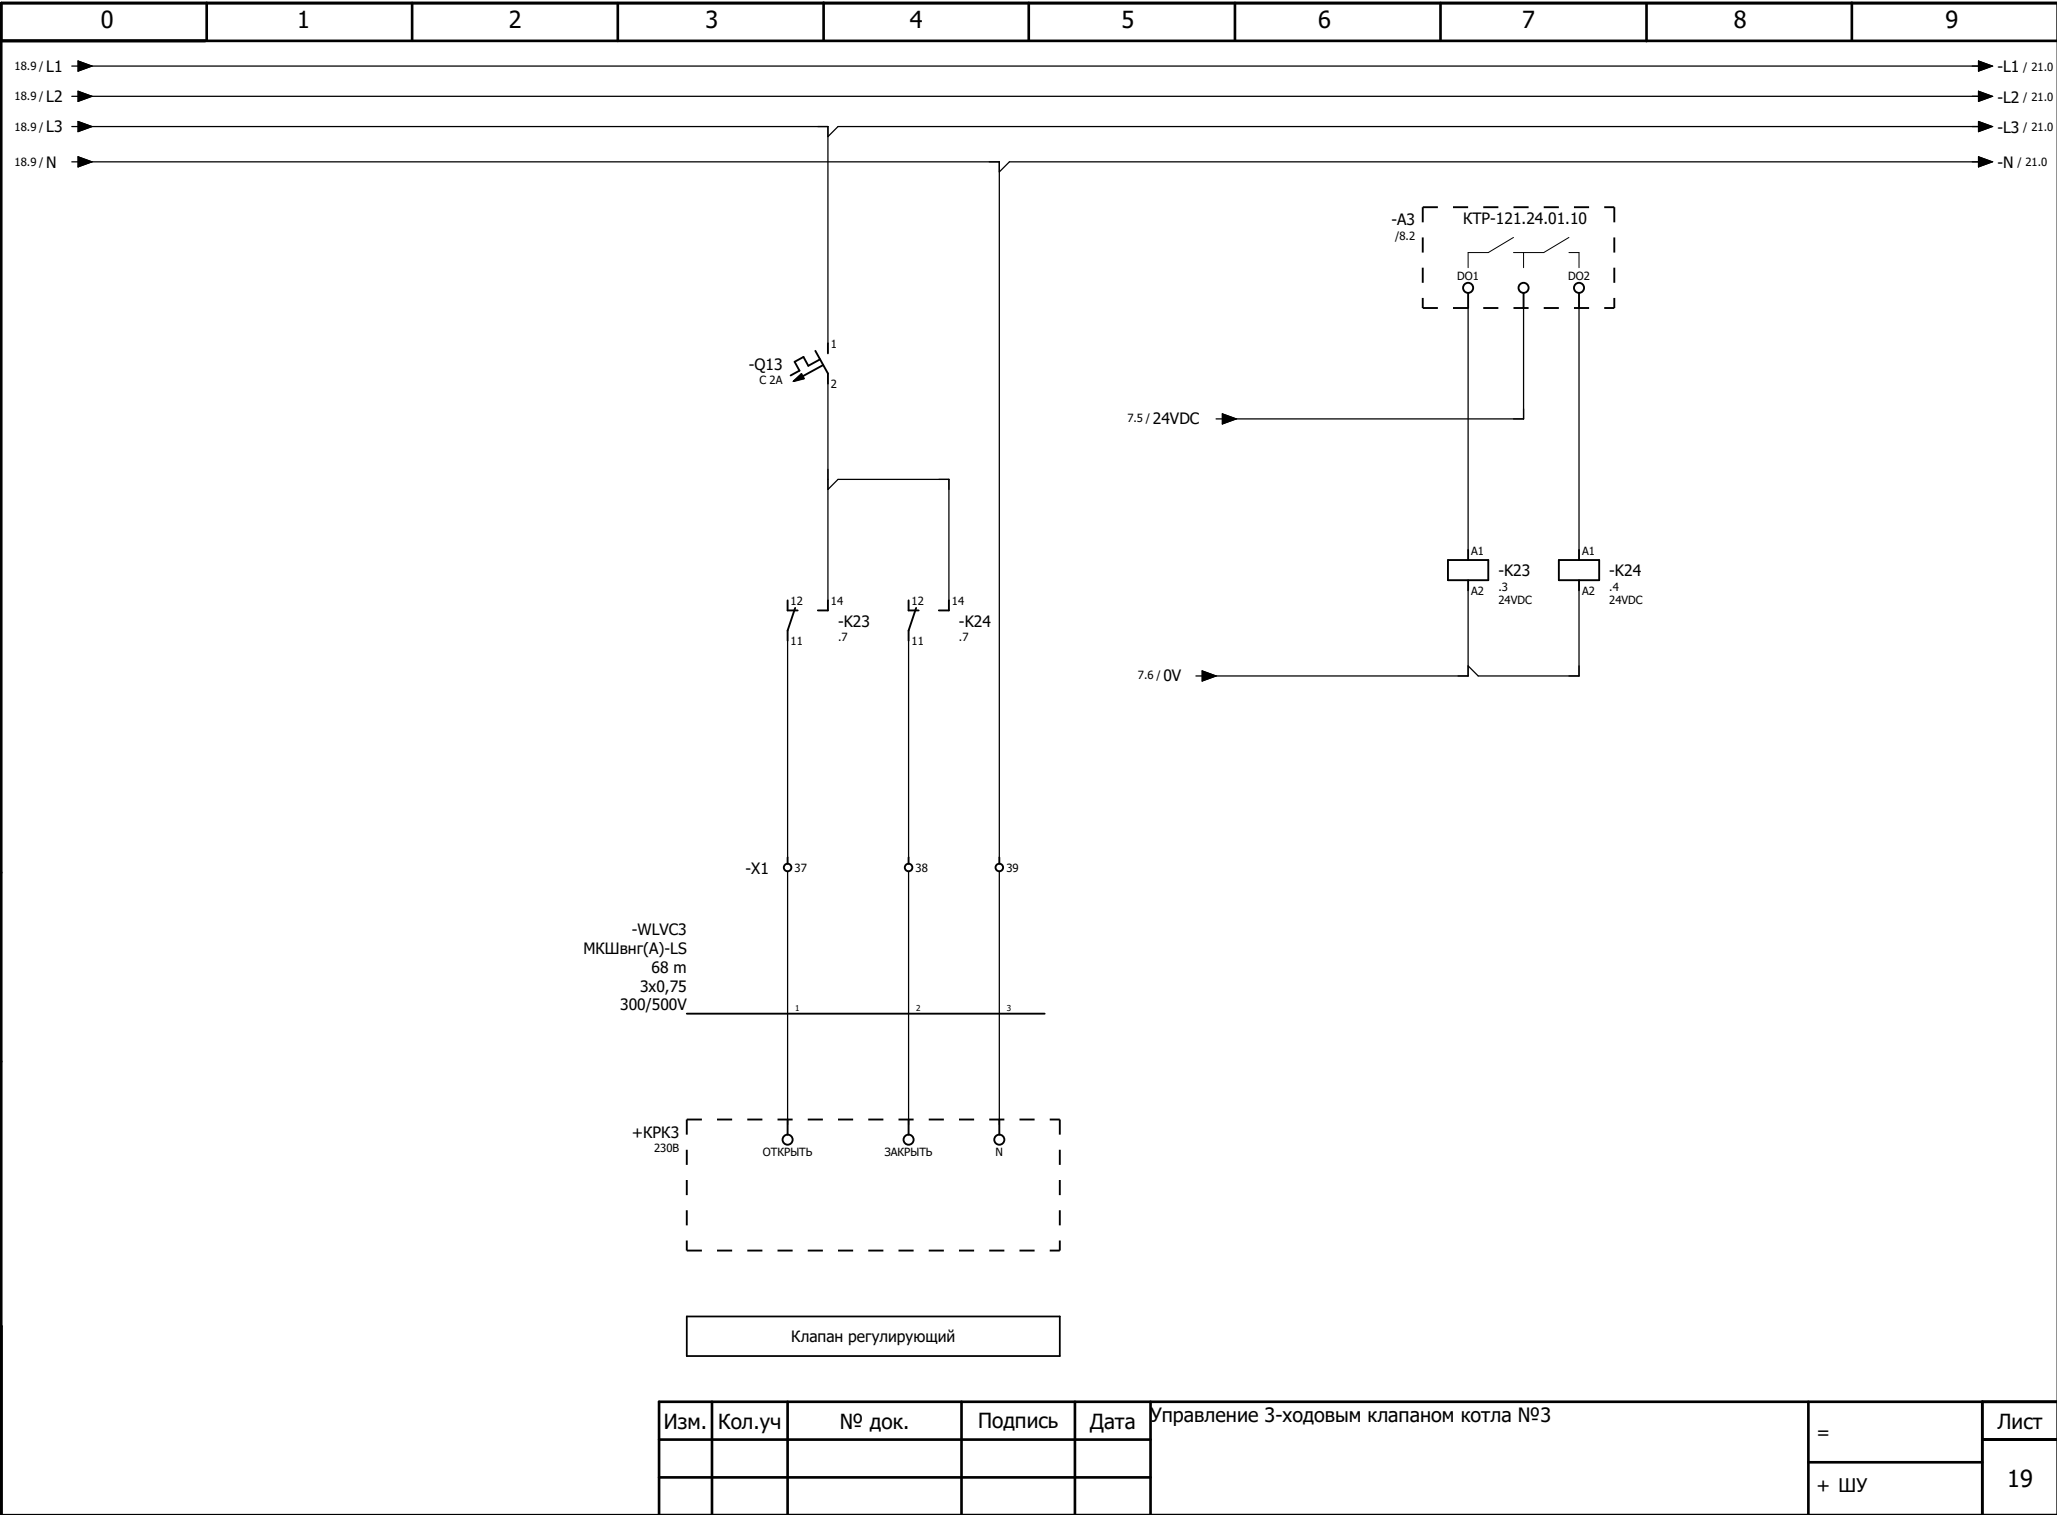 0 1 2 3 4 5 6 7 8 9
18.9 / L1
-L1 / 21.0
18.9 / L2
-L2 / 21.0
18.9 / L3
-L3 / 21.0
18.9 / N
-N / 21.0
-A3
/8.2
КТР-121.24.01.10
DO1
DO2
-Q13
C 2A
1
2
7.5 / 24VDC
A1
A2
-K23
.3
24VDC
A1
A2
-K24
.4
24VDC
12
14
11
-K23
.7
12
14
11
-K24
.7
7.6 / 0V
-X1
37
38
39
-WLVC3
МКШвнг(А)-LS
68 m
3x0,75
300/500V
1
2
3
+КРК3
230В
ОТКРЫТЬ
ЗАКРЫТЬ
N
Клапан регулирующий
Изм. Кол.уч № док. Подпись Дата
Управление 3-ходовым клапаном котла №3
=
+ ШУ
Лист
19